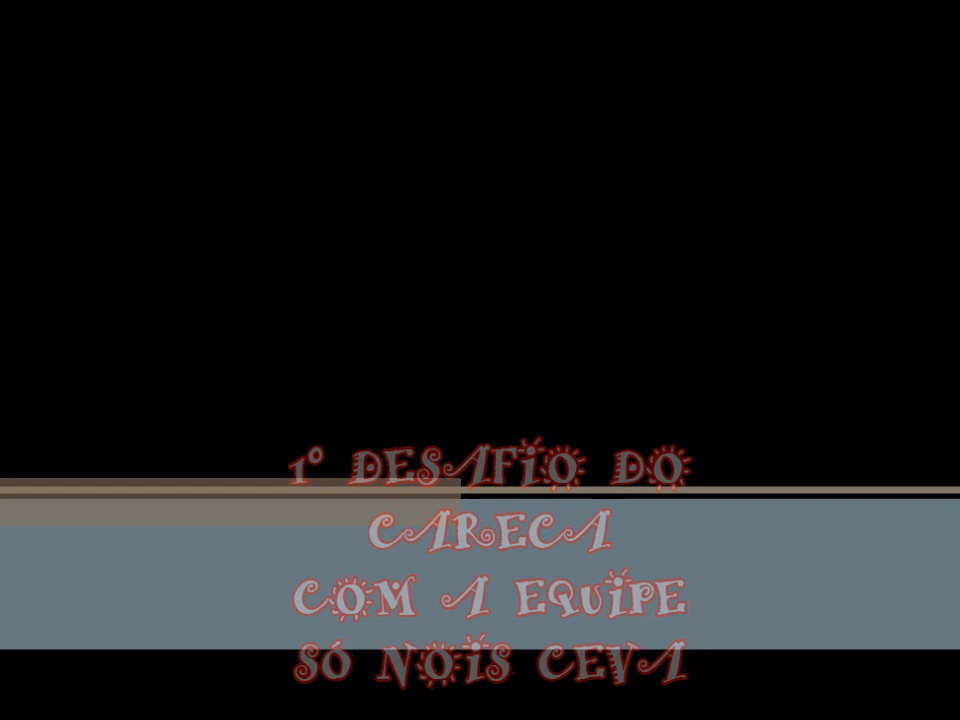 1º DESAFIO DO
CARECA
COM A EQUIPE
SÓ NOIS CEVA